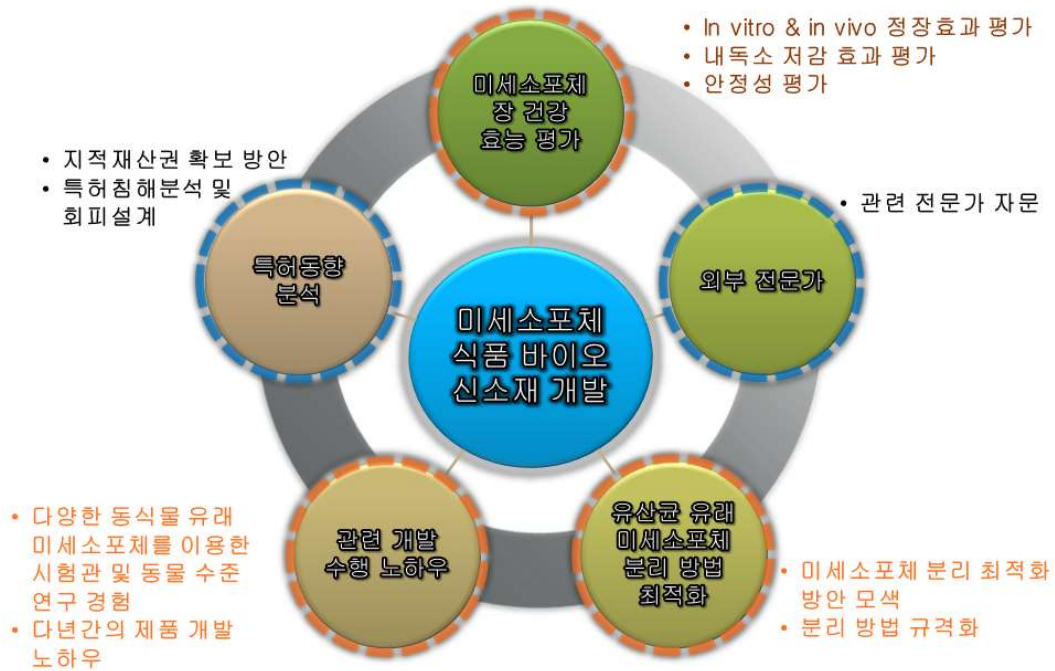 • In vitro & in vivo 정장효과 평가
• 내독소 저감 효과 평가
• 안정성 평가
미세소포체
장 건강
효능 평가
• 지적재산권 확보 방안
• 특허침해분석 및
회피설계
• 관련 전문가 자문
특허동향
분석
외부 전문가
미세소포체
식품 바이오
신소재 개발
관련 개발
수행 노하우
유산균 유래
미세소포체
분리 방법
최적화
• 다양한 동식물 유래
미세소포체를 이용한
시험관 및 동물 수준
연구 경험
• 다년간의 제품 개발
노하우
• 미세소포체 분리 최적화
방안 모색
• 분리 방법 규격화